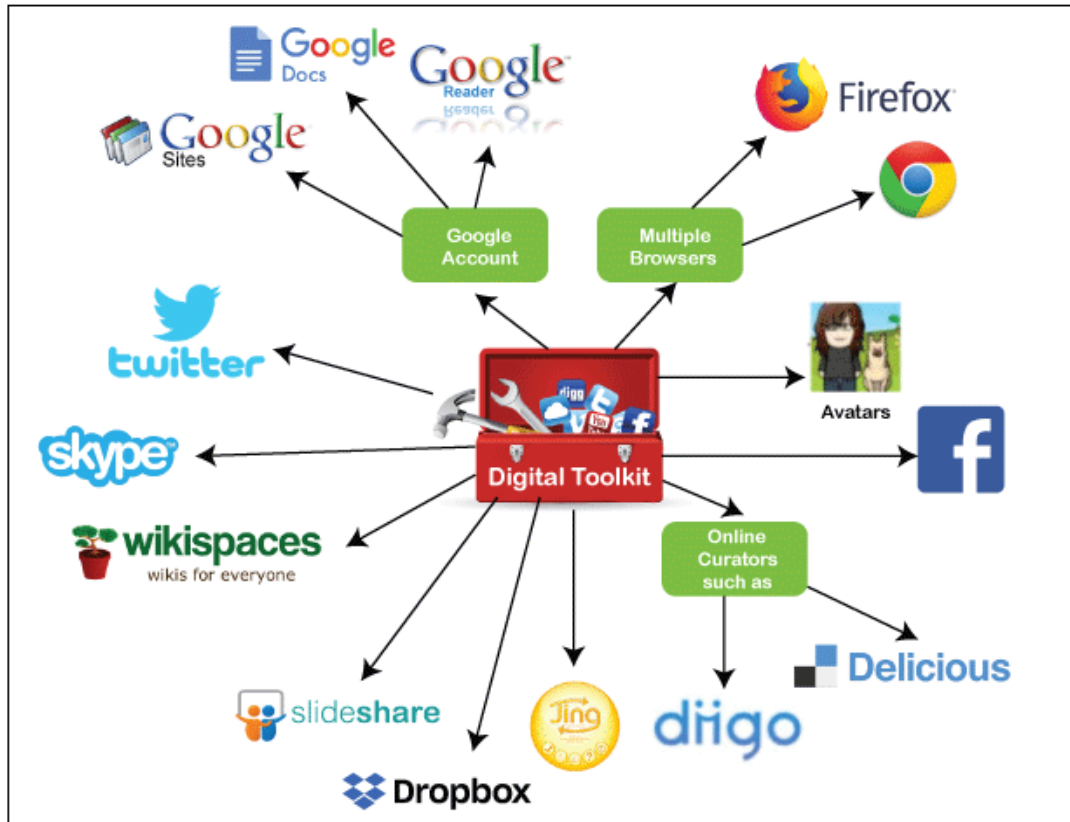 Google
Docs
Google
Reader
Google
Sites
Firefox
Google
Account
Multiple
Browsers
twitter
digg
Avatars
f
skype
Digital Toolkit
wikispaces
wikis for everyone
Online
Curators
such as
Delicious
slideshare
Jing
diigo
Dropbox